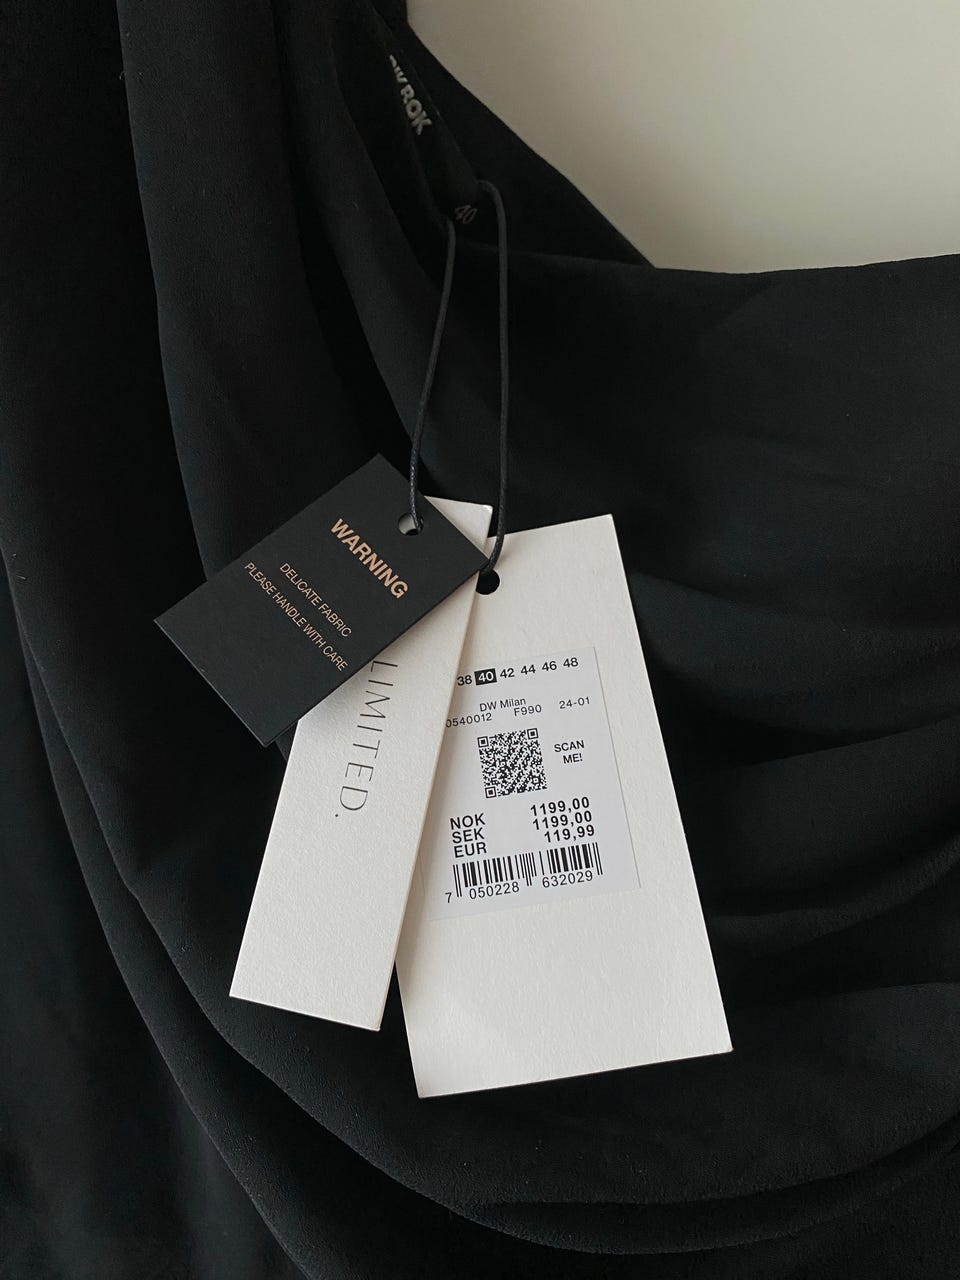 40
WARNING
DELICATE FABRIC
PLEASE HANDLE WITH CARE
LIMITED.
38 40 42 44 46 48
DW Milan
0540012 F990 24-01
SCAN
ME!
NOK 1199,00
SEK 1199,00
EUR 119,99
7 050228 632029